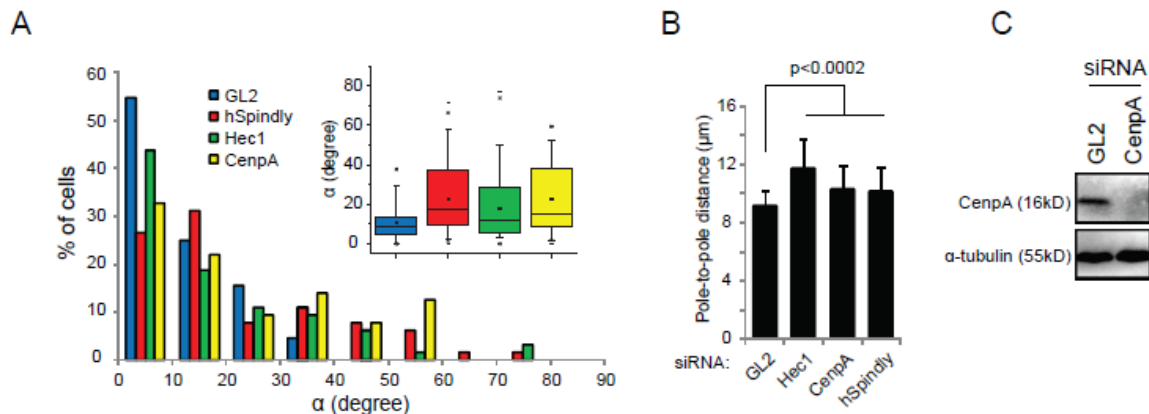 A
% of cells
60
50
40
30
20
10
0
0 10 20 30 40 50 60 70 80 90
α (degree)
GL2
hSpindly
Hec1
CenpA
α (degree)
80
60
40
20
0
B
p<0.0002
Pole-to-pole distance (μm)
16
12
8
4
0
siRNA: GL2 Hec1 CenpA hSpindly
C
siRNA
GL2 CenpA
CenpA (16kD)
α-tubulin (55kD)